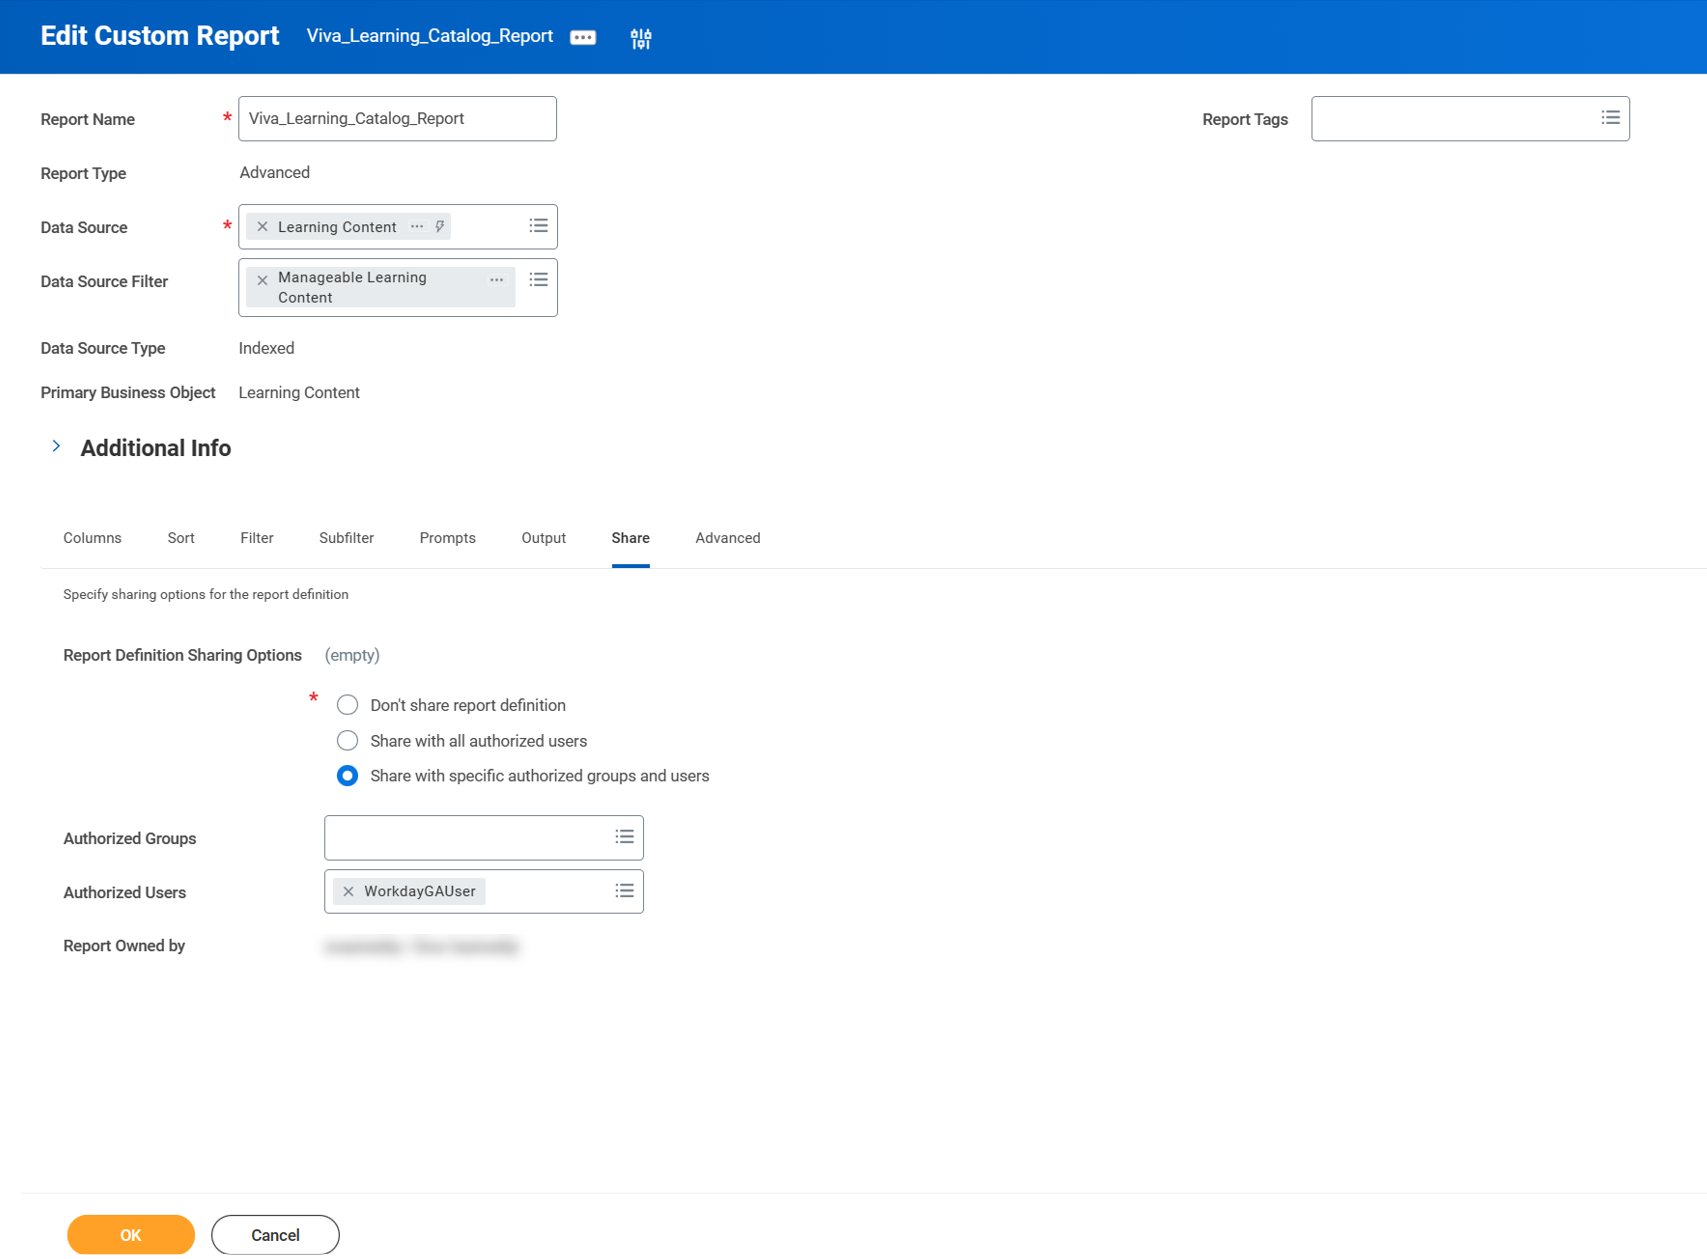 Edit Custom Report Viva_Learning_Catalog_Report
Report Name * Viva_Learning_Catalog_Report
Report Tags
Report Type Advanced
Data Source * Learning Content
Data Source Filter Manageable Learning
Content
Data Source Type Indexed
Primary Business Object Learning Content
Additional Info
Columns Sort Filter Subfilter Prompts Output Share Advanced
Specify sharing options for the report definition
Report Definition Sharing Options (empty)
* Don't share report definition
Share with all authorized users
Share with specific authorized groups and users
Authorized Groups
Authorized Users WorkdayGAUser
Report Owned by
OK Cancel